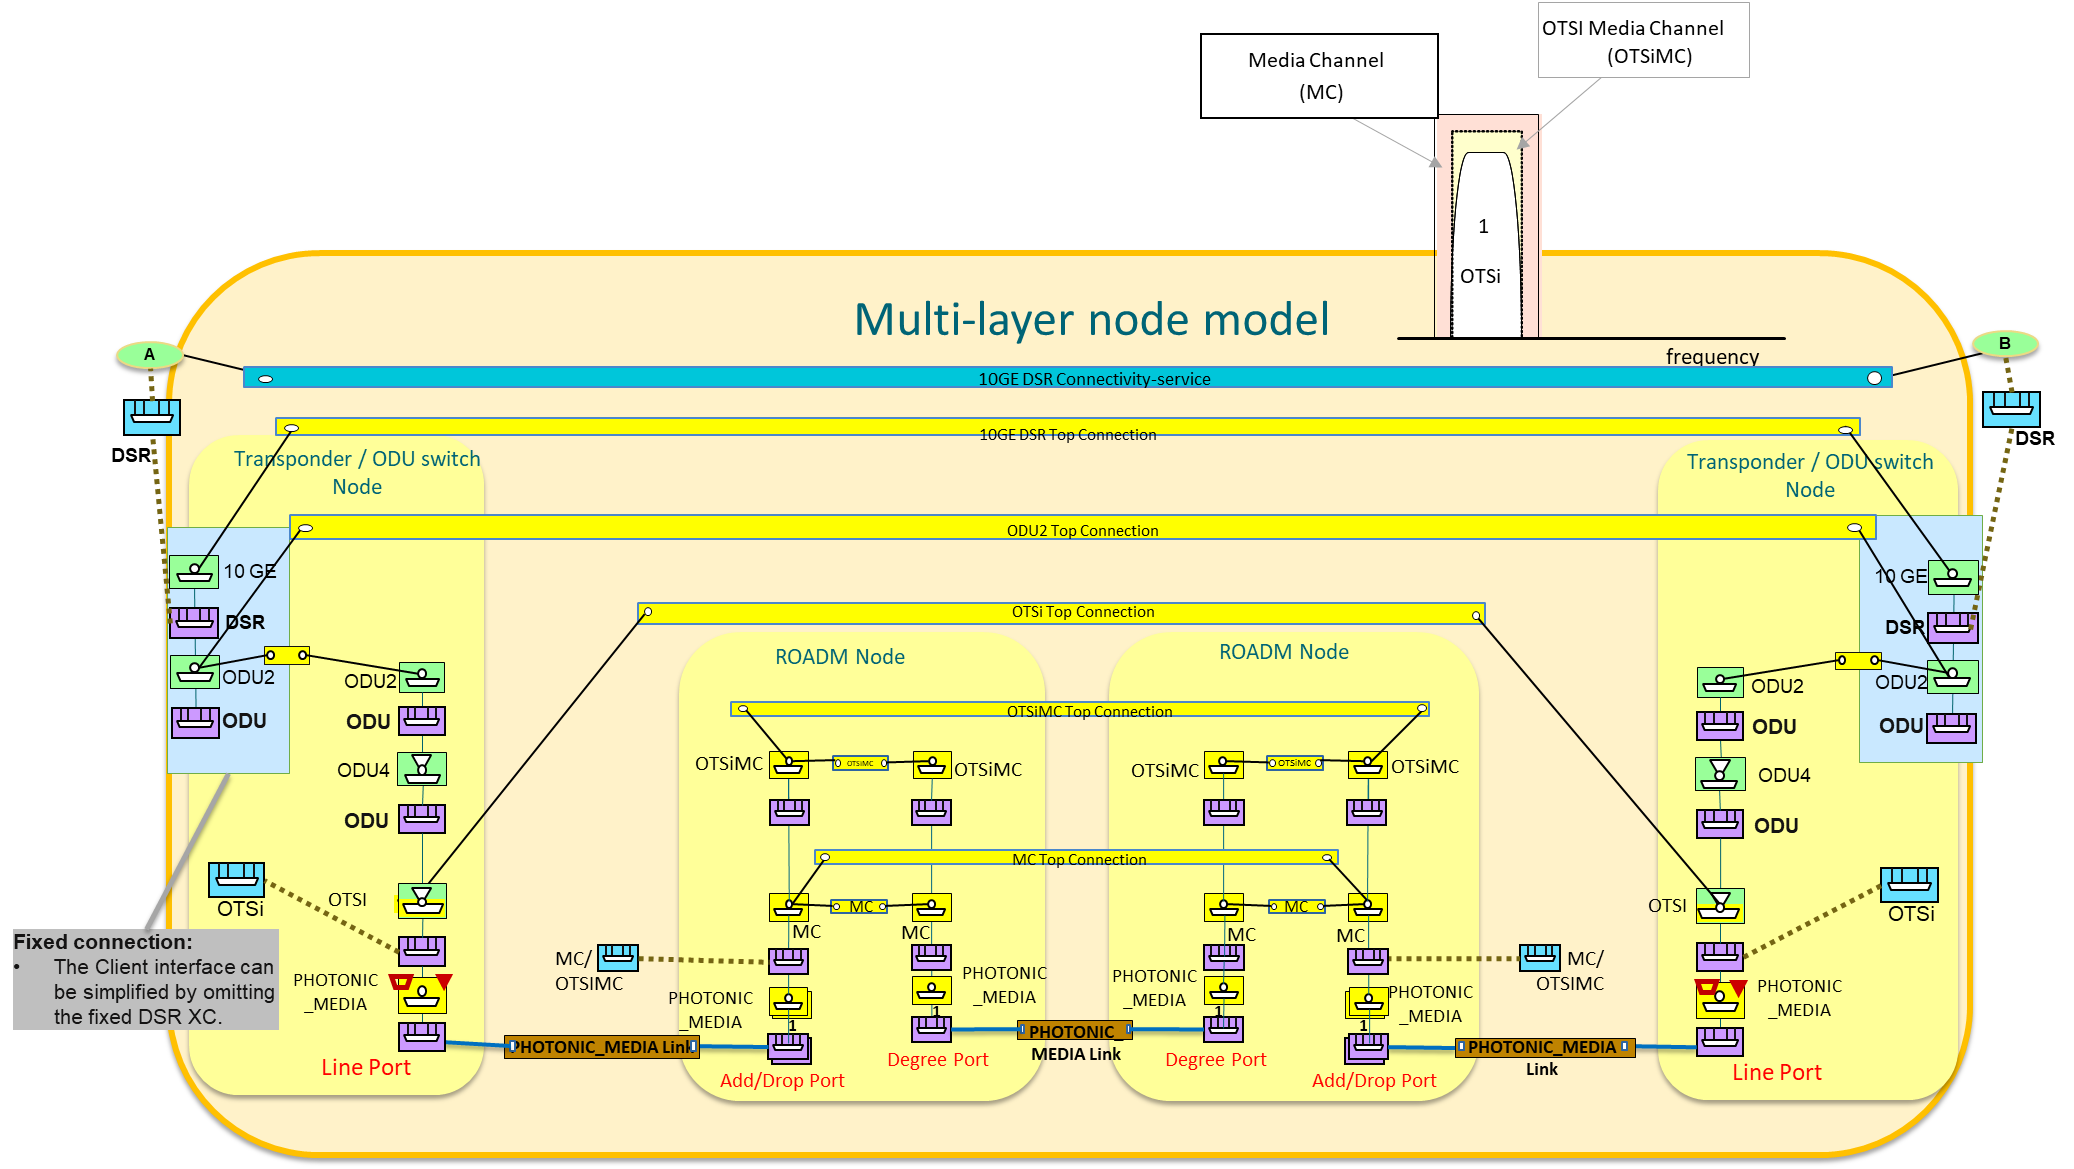 OTSI Media Channel
(OTSiMC)
Media Channel
(MC)
1
OTSi
frequency
Multi-layer node model
A
B
10GE DSR Connectivity-service
10GE DSR Top Connection
DSR
DSR
Transponder / ODU switch
Node
Transponder / ODU switch
Node
ODU2 Top Connection
10 GE
10 GE
DSR
DSR
OTSi Top Connection
ROADM Node
ROADM Node
ODU2
ODU2
ODU2
ODU2
ODU
ODU
ODU
ODU
OTSiMC Top Connection
OTSiMC
OTSiMC
OTSiMC
OTSiMC
OTSiMC
OTSiMC
ODU4
ODU4
ODU
ODU
MC Top Connection
OTSi
OTSI
MC
MC
MC
MC
MC
MC
OTSI
OTSi
Fixed connection:
• The Client interface can
be simplified by omitting
the fixed DSR XC.
MC/
OTSIMC
MC/
OTSIMC
PHOTONIC
_MEDIA
PHOTONIC
_MEDIA
PHOTONIC
_MEDIA
PHOTONIC
_MEDIA
PHOTONIC
_MEDIA
PHOTONIC
_MEDIA
1
1
1
1
PHOTONIC_MEDIA Link
PHOTONIC_
MEDIA Link
PHOTONIC_MEDIA
Link
Line Port
Add/Drop Port
Degree Port
Degree Port
Add/Drop Port
Line Port